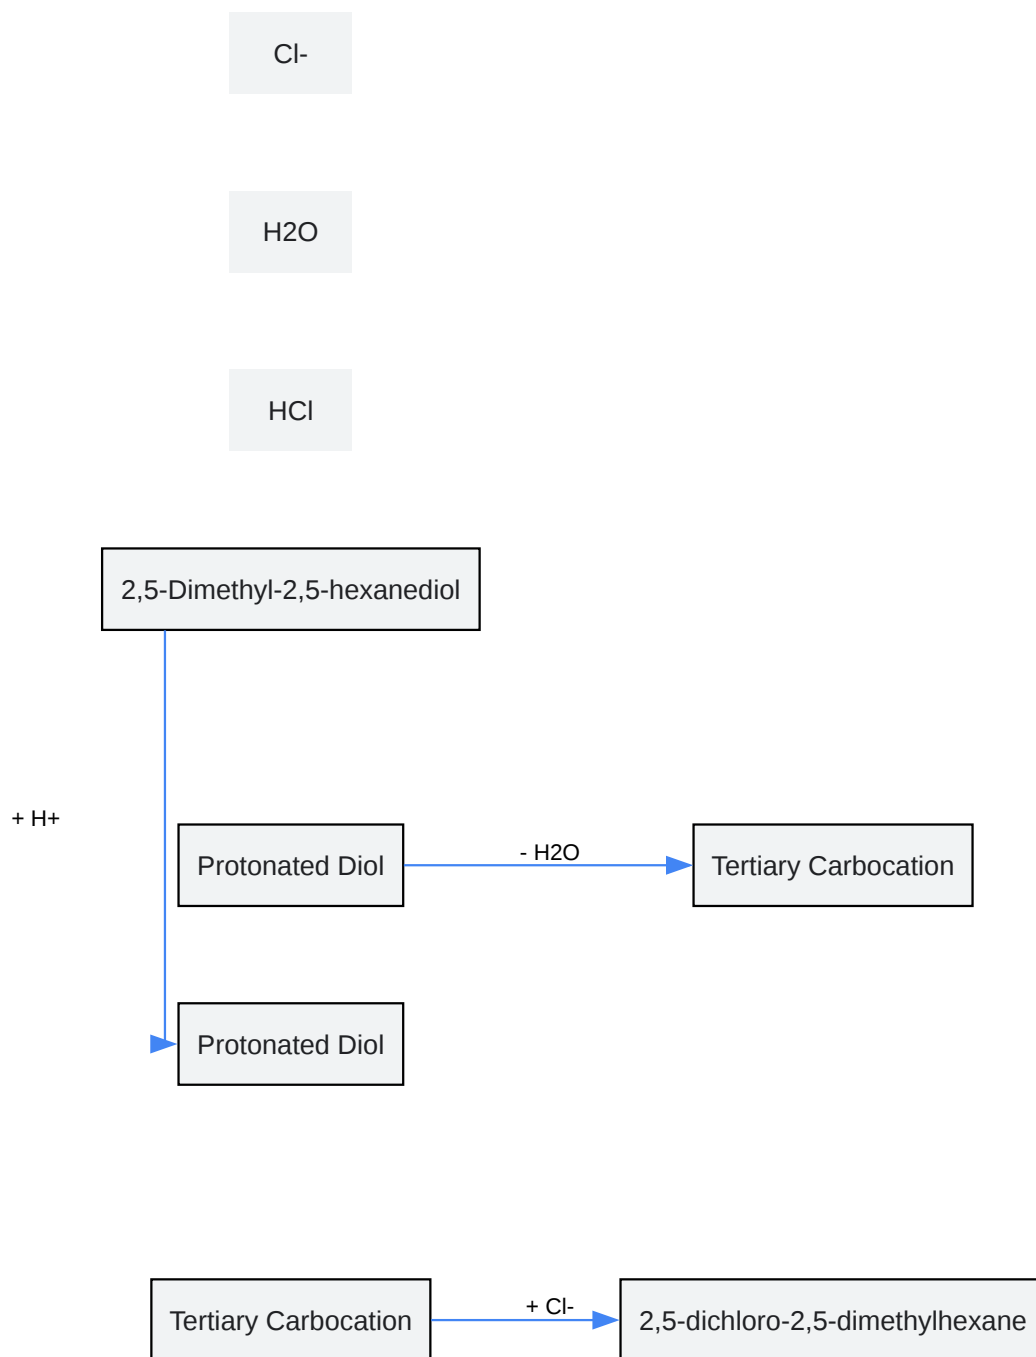 Cl-
H2O
HCl
2,5-Dimethyl-2,5-hexanediol
+ H+
Protonated Diol
- H2O
Tertiary Carbocation
Protonated Diol
Tertiary Carbocation
+ Cl-
2,5-dichloro-2,5-dimethylhexane